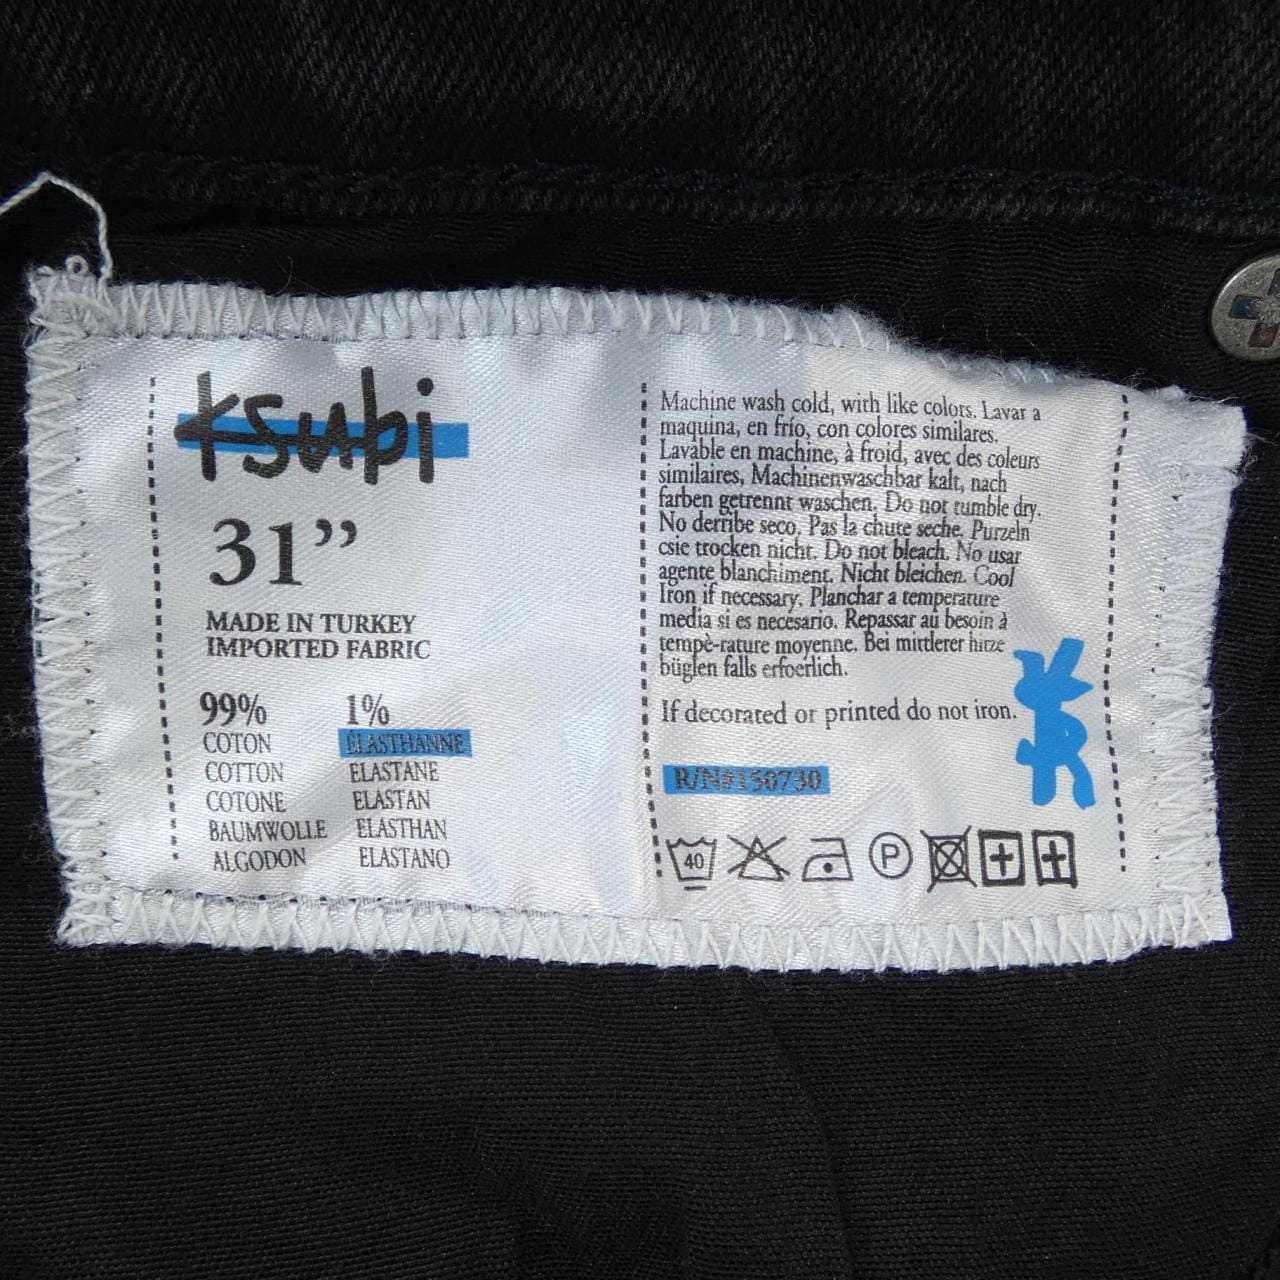 ksubi
31”
MADE IN TURKEY
IMPORTED FABRIC
99% 1%
COTON ÉLASTHANNE
COTTON ELASTANE
COTONE ELASTAN
BAUMWOLLE ELASTHAN
ALGODON ELASTANO
Machine wash cold, with like colors. Lavar a
maquina, en frío, con colores similares.
Lavable en machine, à froid, avec des coleurs
similaires, Machinenwaschbar kalt, nach
farben getrennt waschen. Do not tumble dry.
No derribe seco. Pas la chute seche. Purzeln
csie trocken nicht. Do not bleach. No usar
agente blanchiment. Nicht bleichen. Cool
Iron if necessary. Planchar a temperature
media si es necesario. Repassar au besoin à
tempè-rature moyenne. Bei mittlerer hitze
büglen falls erfoerlich.
If decorated or printed do not iron.
R/N#150730
40 P